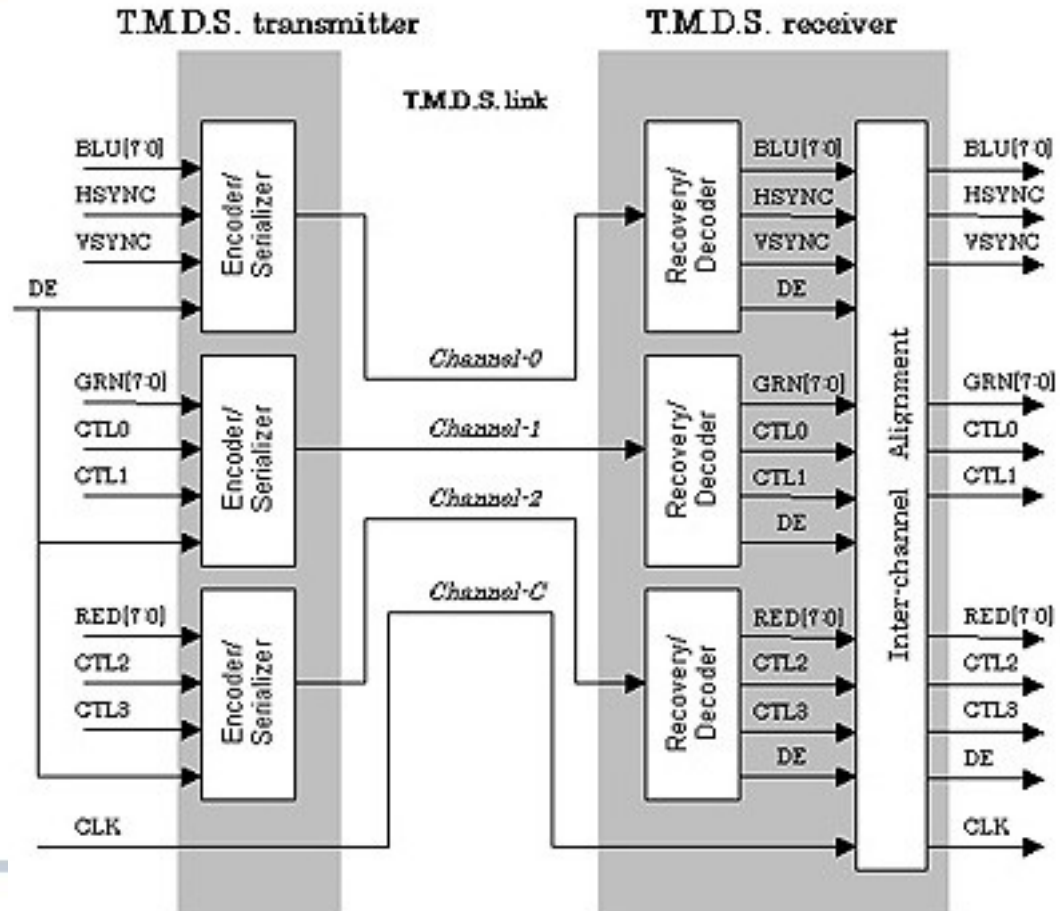 T.M.D.S. transmitter
T.M.D.S. receiver
T.M.D.S. link
BLU[7:0]
HSYNC
VSYNC
DE
Encoder/
Serializer
GRN[7:0]
CTL0
CTL1
Encoder/
Serializer
RED[7:0]
CTL2
CTL3
Encoder/
Serializer
CLK
Channel-0
Channel-1
Channel-2
Channel-C
Recovery/
Decoder
BLU[7:0]
HSYNC
VSYNC
DE
Recovery/
Decoder
GRN[7:0]
CTL0
CTL1
DE
Recovery/
Decoder
RED[7:0]
CTL2
CTL3
DE
Inter-channel Alignment
BLU[7:0]
HSYNC
VSYNC
GRN[7:0]
CTL0
CTL1
RED[7:0]
CTL2
CTL3
DE
CLK